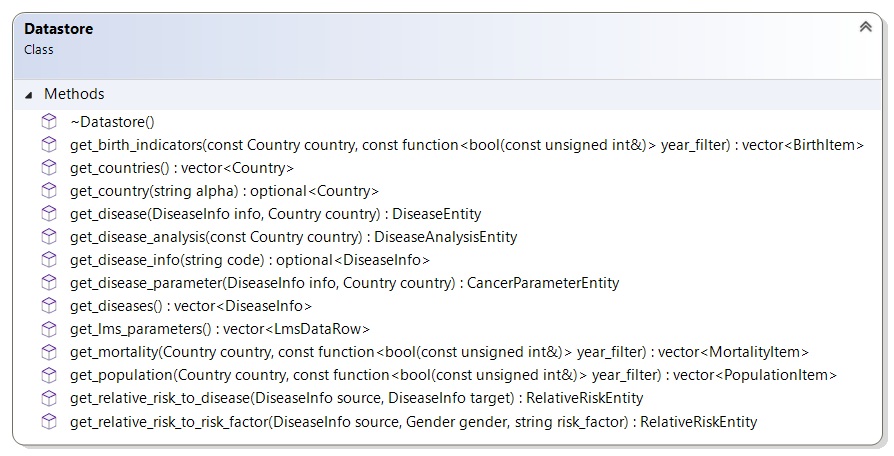 Datastore
Class
Methods
~Datastore()
get_birth_indicators(const Country country, const function<bool(const unsigned int&)> year_filter) : vector<BirthItem>
get_countries() : vector<Country>
get_country(string alpha) : optional<Country>
get_disease(DiseaseInfo info, Country country) : DiseaseEntity
get_disease_analysis(const Country country) : DiseaseAnalysisEntity
get_disease_info(string code) : optional<DiseaseInfo>
get_disease_parameter(DiseaseInfo info, Country country) : CancerParameterEntity
get_diseases() : vector<DiseaseInfo>
get_lms_parameters() : vector<LmsDataRow>
get_mortality(Country country, const function<bool(const unsigned int&)> year_filter) : vector<MortalityItem>
get_population(Country country, const function<bool(const unsigned int&)> year_filter) : vector<PopulationItem>
get_relative_risk_to_disease(DiseaseInfo source, DiseaseInfo target) : RelativeRiskEntity
get_relative_risk_to_risk_factor(DiseaseInfo source, Gender gender, string risk_factor) : RelativeRiskEntity